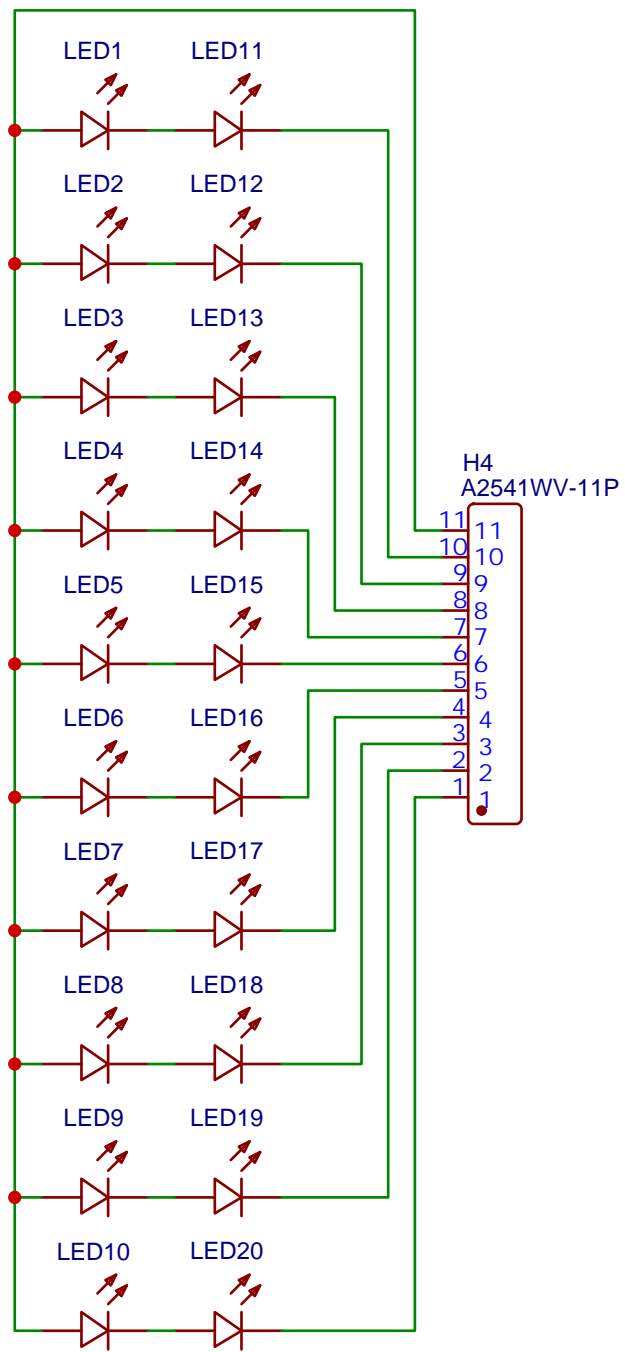 LED1 LED11
LED2 LED12
LED3 LED13
LED4 LED14
H4
A2541WV-11P
11 11
10 10
9 9
LED5 LED15
8 8
7 7
6 6
5 5
LED6 LED16
4 4
3 3
2 2
1 1
LED7 LED17
LED8 LED18
LED9 LED19
LED10 LED20